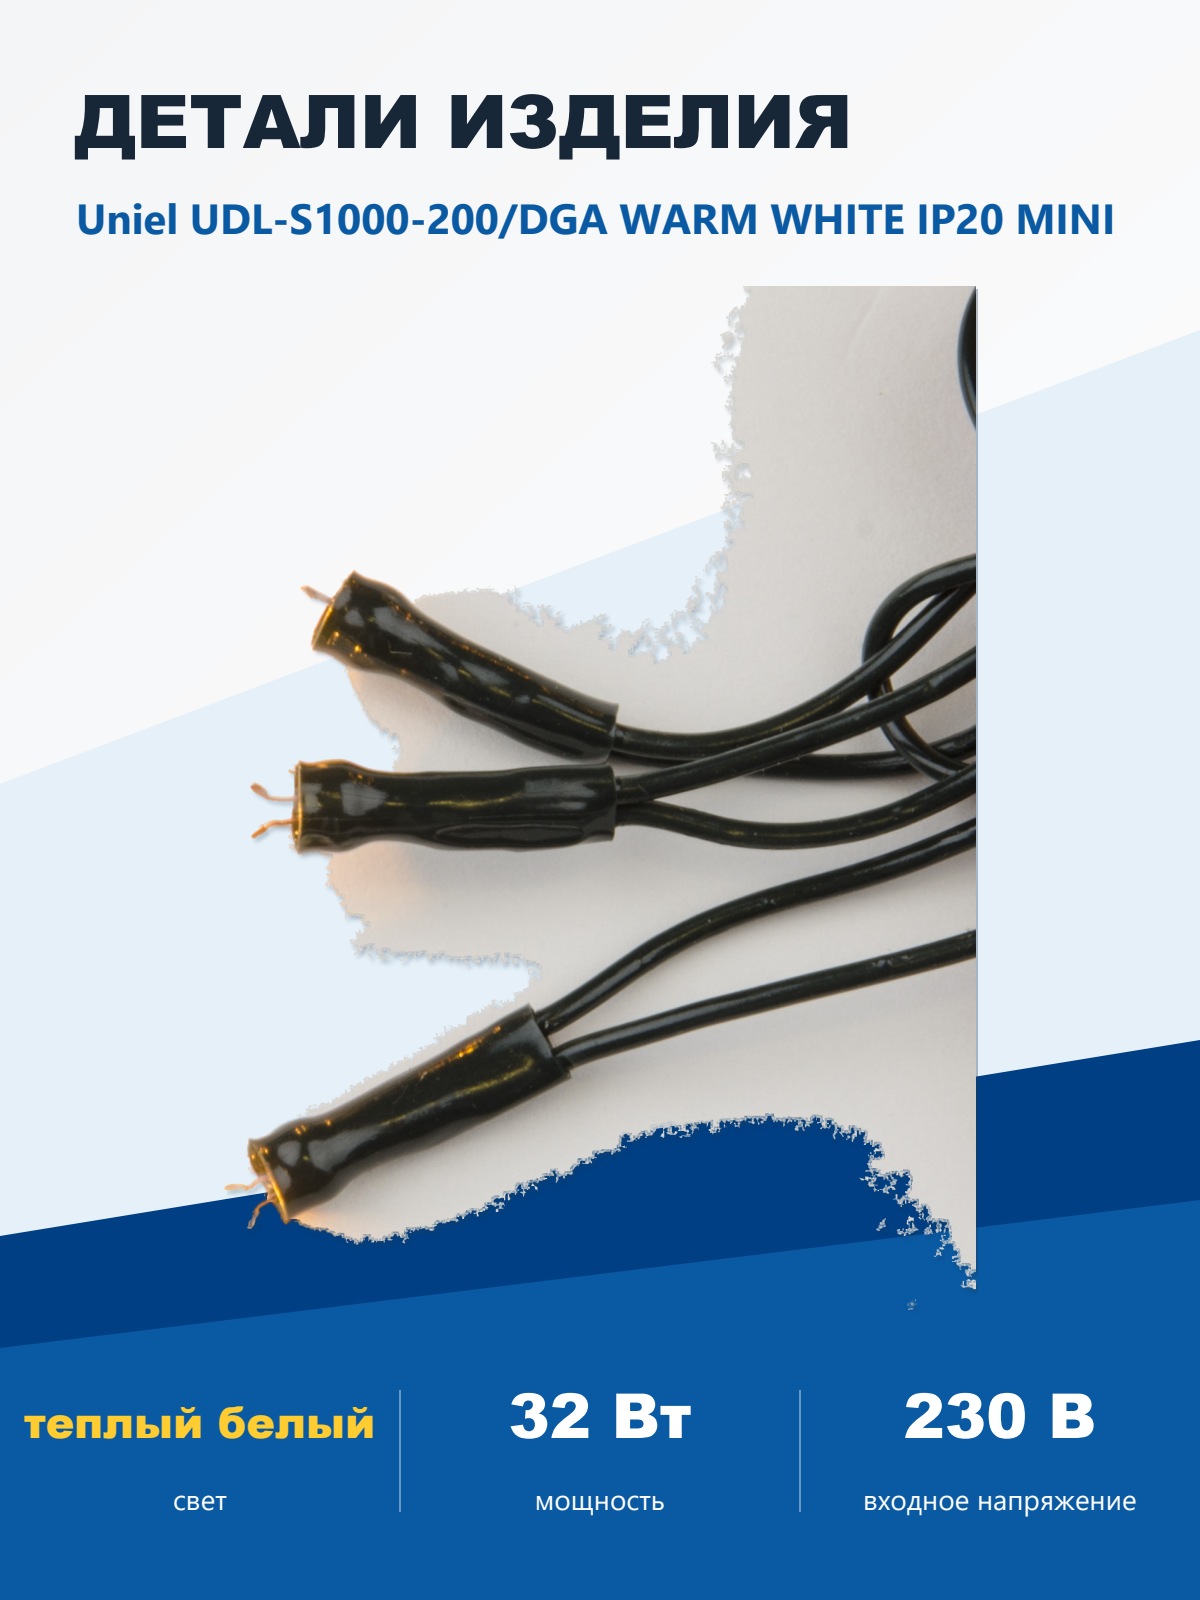 ДЕТАЛИ ИЗДЕЛИЯ
Uniel UDL-S1000-200/DGA WARM WHITE IP20 MINI
теплый белый
32 Вт
230 В
свет
мощность
входное напряжение